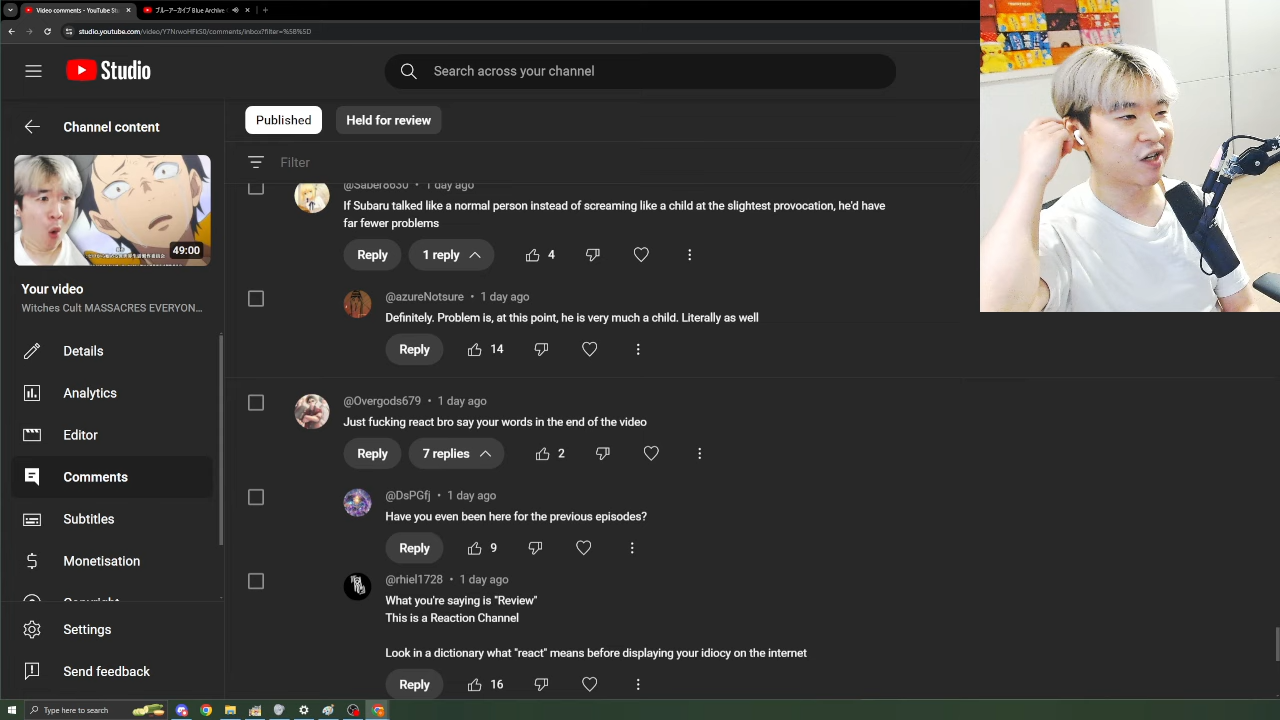 Video comments - YouTube St
ブルーアーカイブ Blue Archive
studio.youtube.com/video/Y7NrwoHFkS0/comments/inbox?filter=%5B%5D
Studio
Search across your channel
Channel content
Published
Held for review
Filter
49:00
Your video
Witches Cult MASSACRES EVERYON...
Details
Analytics
Editor
Comments
Subtitles
Monetisation
Copyright
Settings
Send feedback
@Saber8630 • 1 day ago
If Subaru talked like a normal person instead of screaming like a child at the slightest provocation, he'd have
far fewer problems
Reply
1 reply
4
@azureNotsure • 1 day ago
Definitely. Problem is, at this point, he is very much a child. Literally as well
Reply
14
@Overgods679 • 1 day ago
Just fucking react bro say your words in the end of the video
Reply
7 replies
2
@DsPGfj • 1 day ago
Have you even been here for the previous episodes?
Reply
9
@rhiel1728 • 1 day ago
What you're saying is "Review"
This is a Reaction Channel
Look in a dictionary what "react" means before displaying your idiocy on the internet
Reply
16
Type here to search